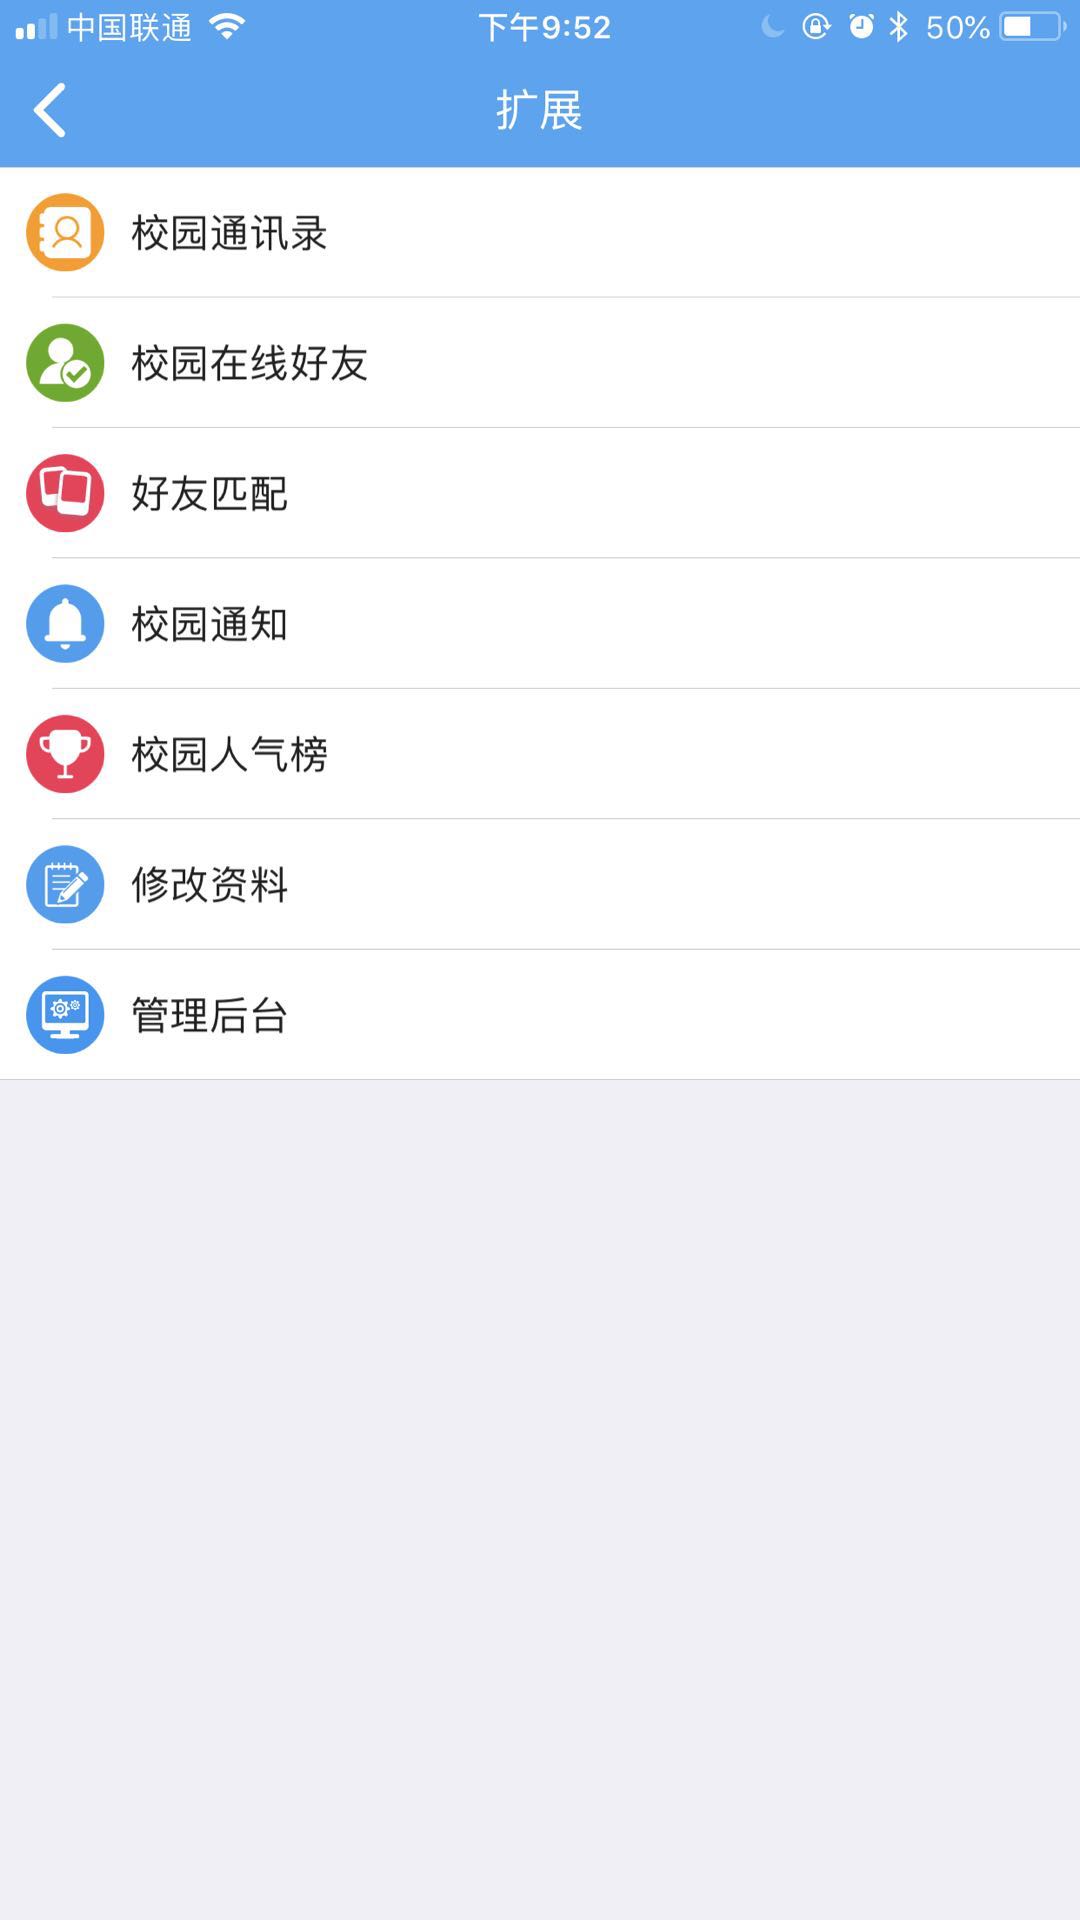 中国联通 下午9:52 50%
扩展
校园通讯录
校园在线好友
好友匹配
校园通知
校园人气榜
修改资料
管理后台